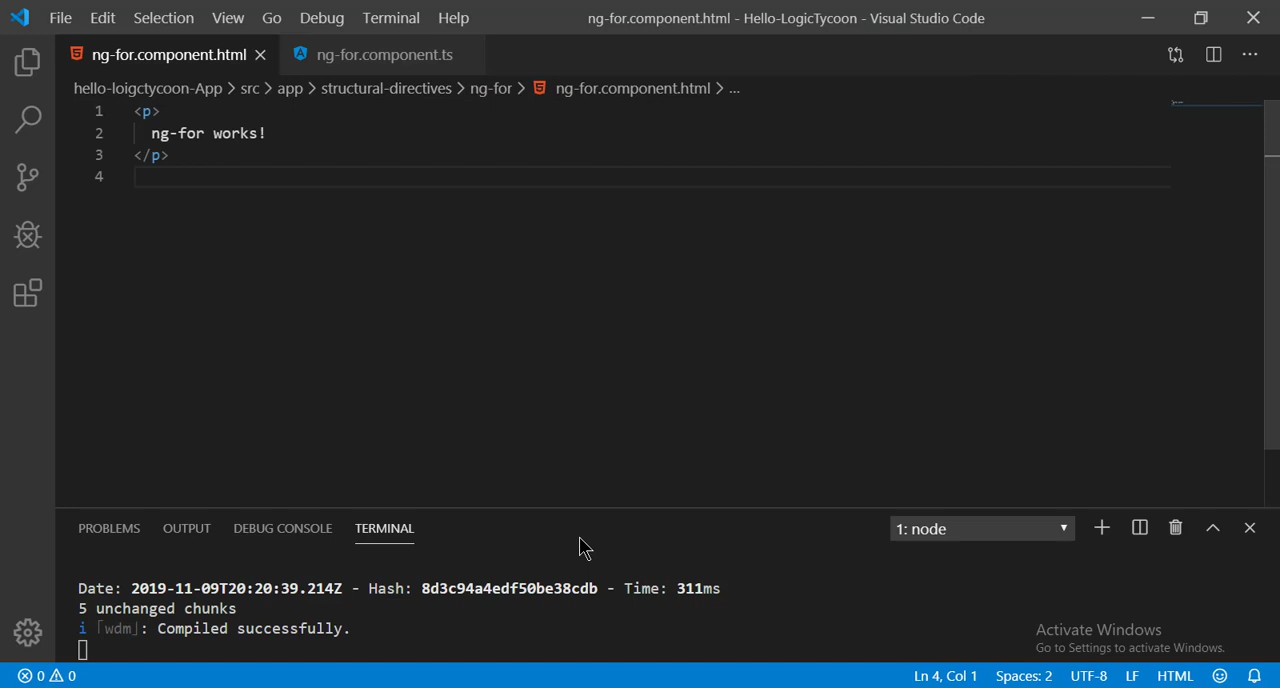 File Edit Selection View Go Debug Terminal Help
ng-for.component.html - Hello-LogicTycoon - Visual Studio Code
ng-for.component.html
ng-for.component.ts
hello-loigctycoon-App > src > app > structural-directives > ng-for > ng-for.component.html > ...
1 <p>
2 ng-for works!
3 </p>
4
PROBLEMS OUTPUT DEBUG CONSOLE TERMINAL
1: node
Date: 2019-11-09T20:20:39.214Z - Hash: 8d3c94a4edf50be38cdb - Time: 311ms
5 unchanged chunks
i ｢wdm｣: Compiled successfully.
Activate Windows
Go to Settings to activate Windows.
0 0
Ln 4, Col 1 Spaces: 2 UTF-8 LF HTML